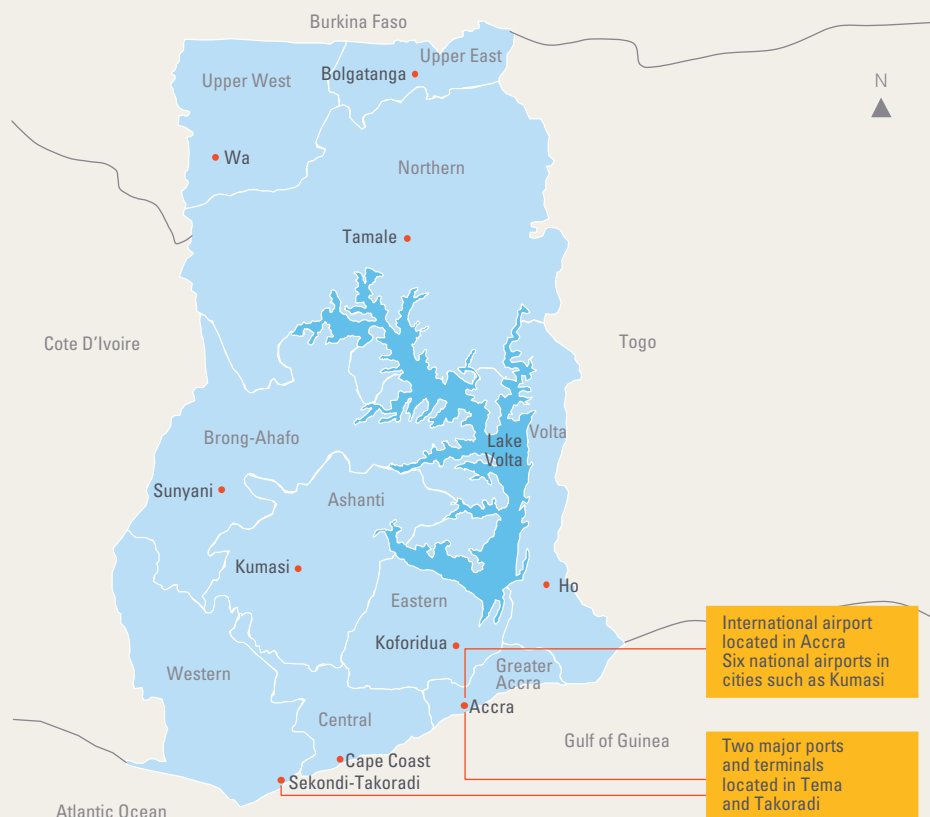 Burkina Faso
Upper East
Bolgatanga
Upper West
N
Wa
Northern
Tamale
Cote D'Ivoire
Togo
Brong-Ahafo
Volta
Lake
Volta
Sunyani
Ashanti
Kumasi
Ho
Eastern
International airport
located in Accra
Six national airports in
cities such as Kumasi
Koforidua
Western
Greater
Accra
Accra
Central
Gulf of Guinea
Two major ports
and terminals
located in Tema
and Takoradi
Cape Coast
Sekondi-Takoradi
Atlantic Ocean